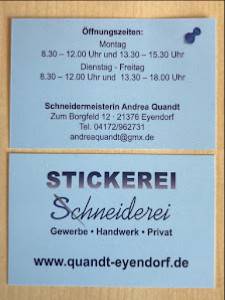 Öffnungszeiten:
Montag
8.30 – 12.00 Uhr und 13.30 – 15.30 Uhr
Dienstag - Freitag
8.30 – 12.00 Uhr und 13.30 – 18.00 Uhr
Schneidermeisterin Andrea Quandt
Zum Borgfeld 12 · 21376 Eyendorf
Tel. 04172/962731
andreaquandt@gmx.de
STICKEREI
Schneiderei
Gewerbe • Handwerk • Privat
www.quandt-eyendorf.de